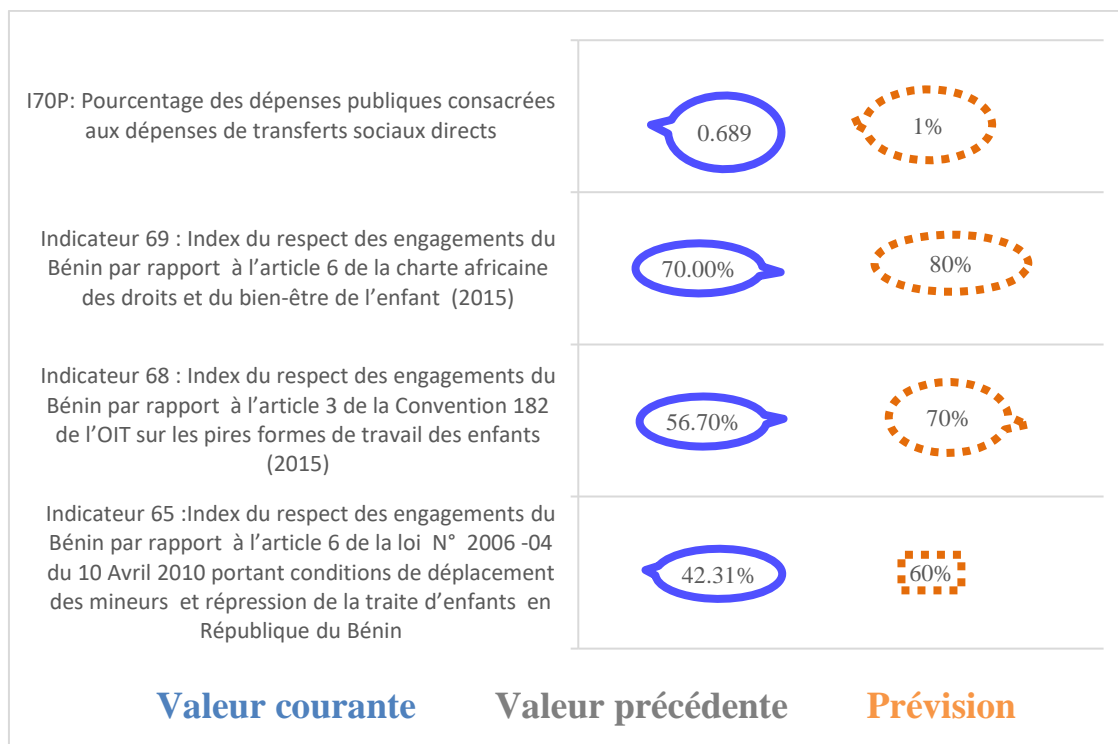 I70P: Pourcentage des dépenses publiques consacrées
aux dépenses de transferts sociaux directs
0.689
1%
Indicateur 69 : Index du respect des engagements du
Bénin par rapport à l’article 6 de la charte africaine
des droits et du bien-être de l’enfant (2015)
70.00%
80%
Indicateur 68 : Index du respect des engagements du
Bénin par rapport à l’article 3 de la Convention 182
de l’OIT sur les pires formes de travail des enfants
(2015)
56.70%
70%
Indicateur 65 :Index du respect des engagements du
Bénin par rapport à l’article 6 de la loi N° 2006 -04
du 10 Avril 2010 portant conditions de déplacement
des mineurs et répression de la traite d’enfants en
République du Bénin
42.31%
60%
Valeur courante Valeur précédente Prévision